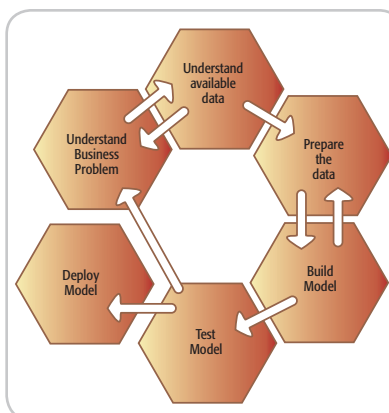 Understand
available
data
Understand
Business
Problem
Prepare
the
data
Deploy
Model
Build
Model
Test
Model